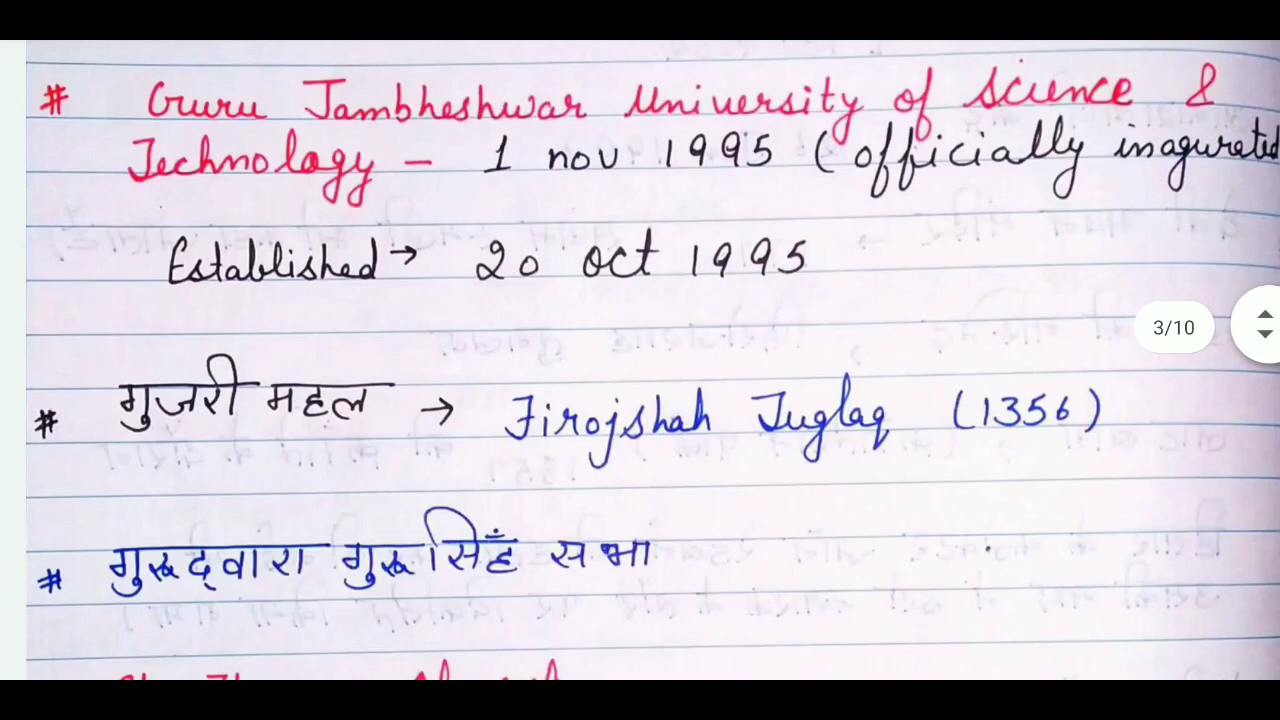 # Guru Jambheshwar University of Science &
Technology - 1 nov 1995 (officially inagurated
Established → 20 oct 1995
3/10
# गुजरी महल → Firojshah Tuglaq (1356)
# गुरूद्वारा गुरू सिहँ सभा